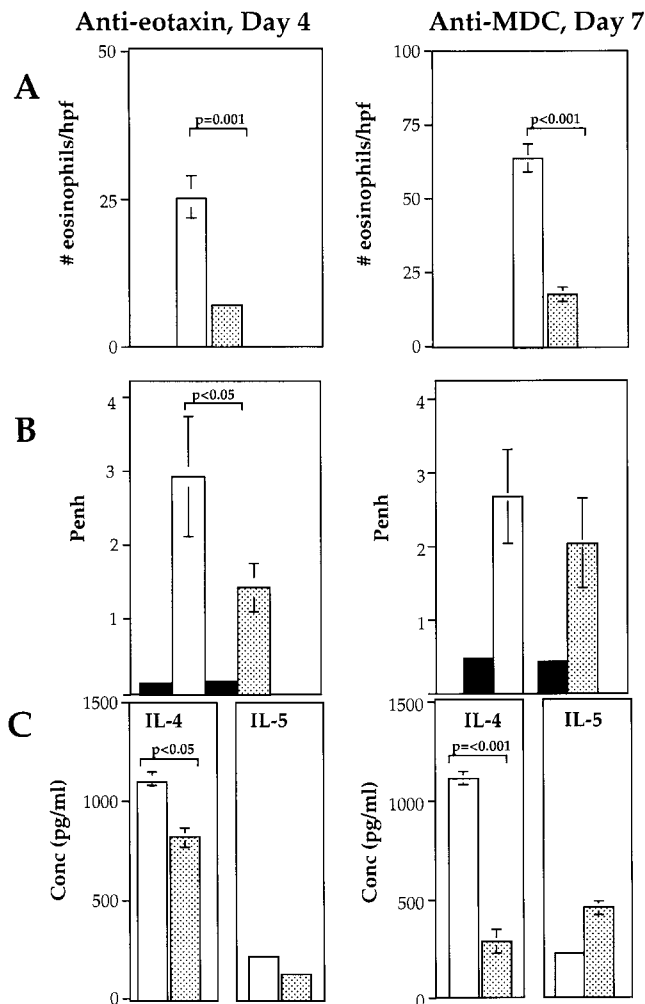 Anti-eotaxin, Day 4
Anti-MDC, Day 7
A
# eosinophils/hpf
50
25
0
p=0.001
# eosinophils/hpf
100
75
50
25
0
p<0.001
B
Penh
4
3
2
1
p<0.05
Penh
4
3
2
1
C
Conc (pg/ml)
1500
1000
500
0
IL-4
p<0.05
IL-5
Conc (pg/ml)
1500
1000
500
0
IL-4
p=<0.001
IL-5